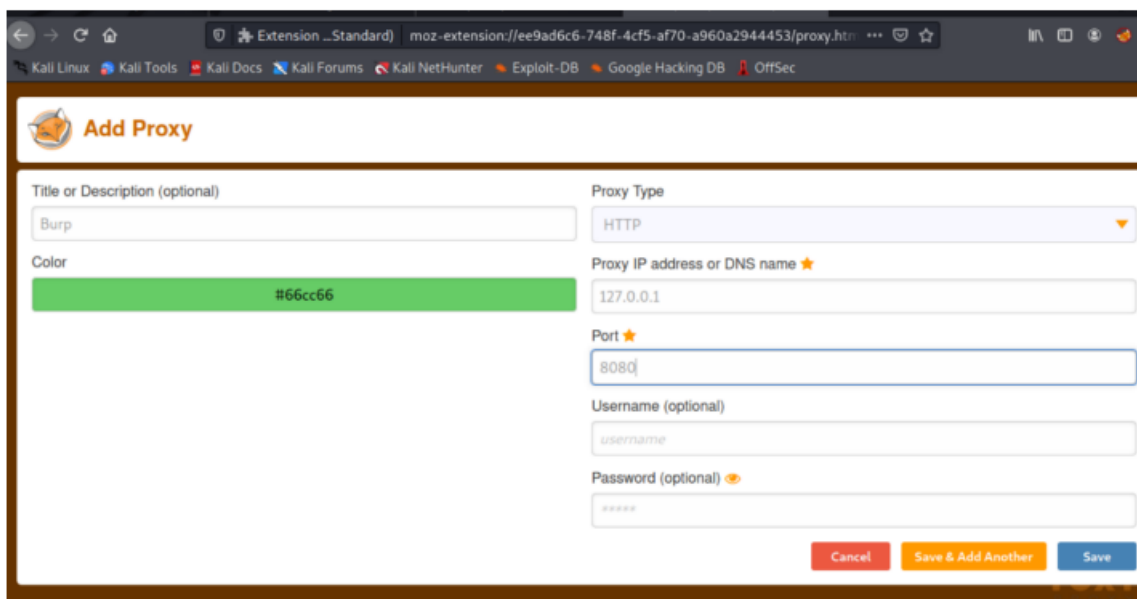 Extension ...Standard) moz-extension://ee9ad6c6-748f-4cf5-af70-a960a2944453/proxy.htm ...
Kali Linux Kali Tools Kali Docs Kali Forums Kali NetHunter Exploit-DB Google Hacking DB OffSec
Add Proxy
Title or Description (optional)
Burp
Color
#66cc66
Proxy Type
HTTP
Proxy IP address or DNS name
127.0.0.1
Port
8080
Username (optional)
username
Password (optional)
*****
Cancel Save & Add Another Save